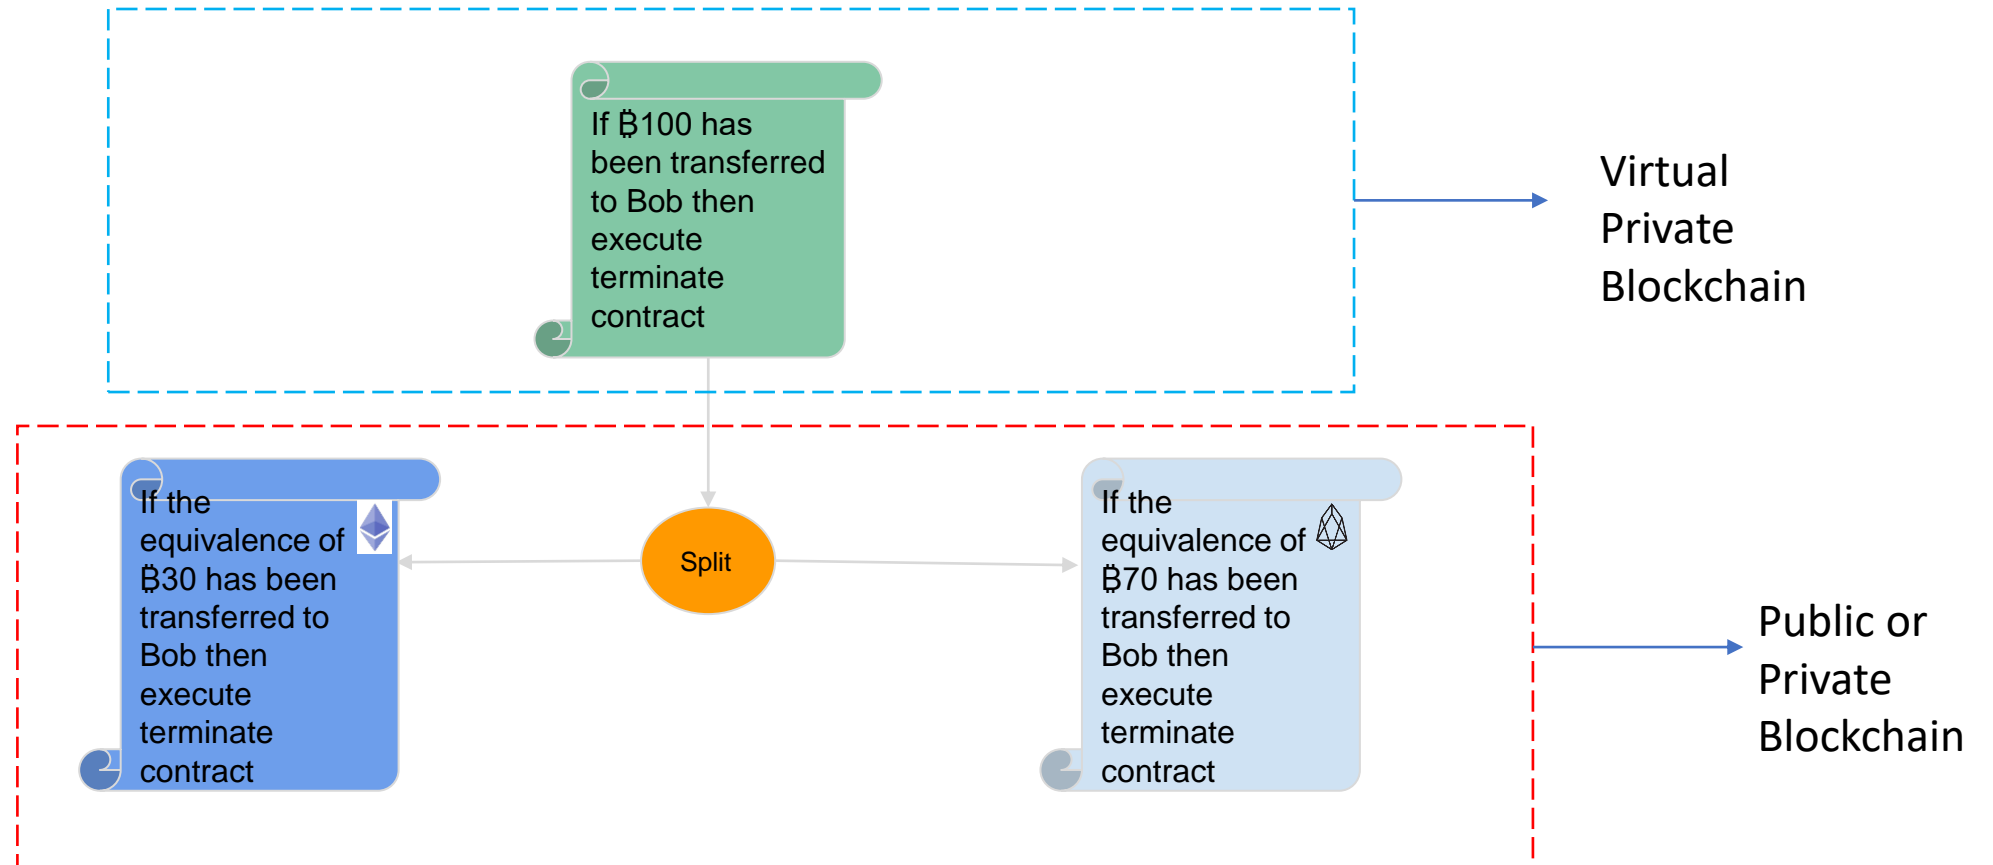 If ₿100 has
been transferred
to Bob then
execute
terminate
contract
Virtual
Private
Blockchain
If the
equivalence of
₿30 has been
transferred to
Bob then
execute
terminate
contract
Split
If the
equivalence of
₿70 has been
transferred to
Bob then
execute
terminate
contract
Public or
Private
Blockchain